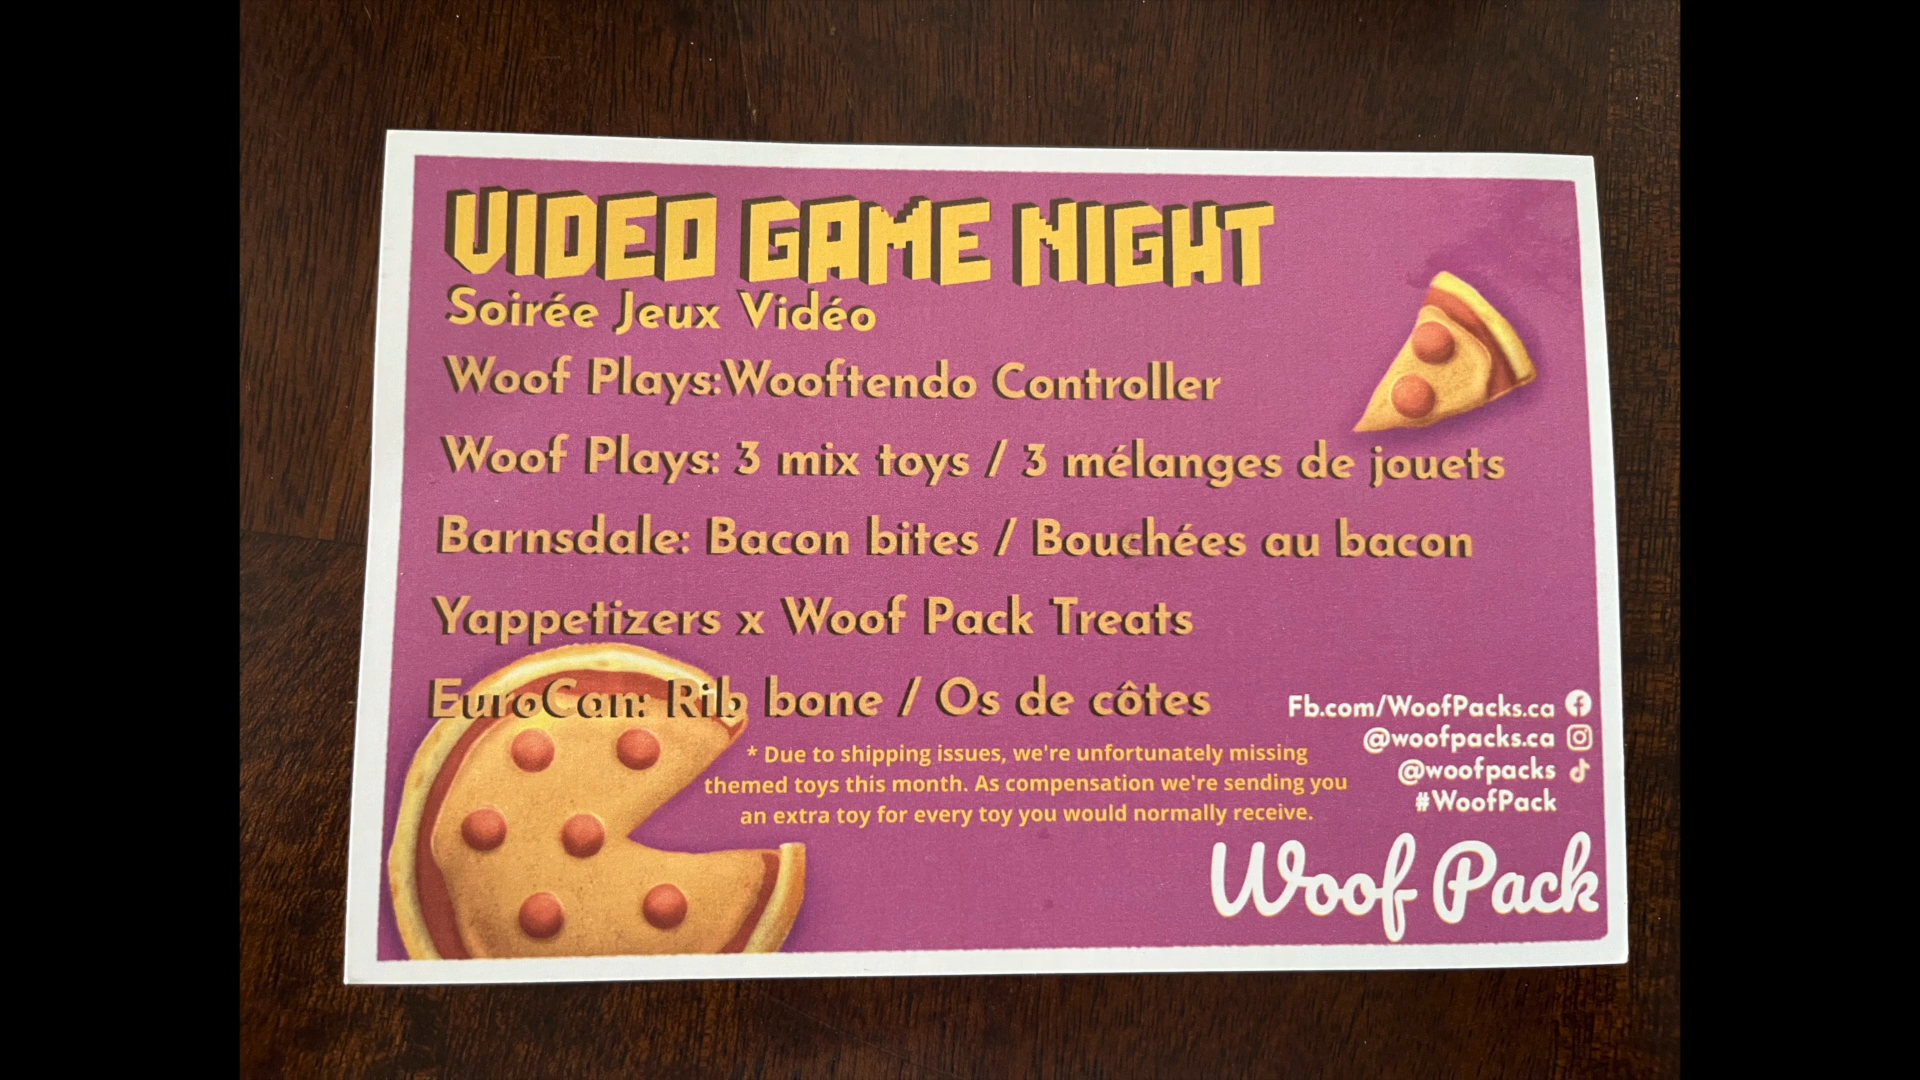 VIDEO GAME NIGHT
Soirée Jeux Vidéo
Woof Plays:Wooftendo Controller
Woof Plays: 3 mix toys / 3 mélanges de jouets
Barnsdale: Bacon bites / Bouchées au bacon
Yappetizers x Woof Pack Treats
EuroCan: Rib bone / Os de côtes
* Due to shipping issues, we're unfortunately missing
themed toys this month. As compensation we're sending you
an extra toy for every toy you would normally receive.
Fb.com/WoofPacks.ca
@woofpacks.ca
@woofpacks
#WoofPack
Woof Pack